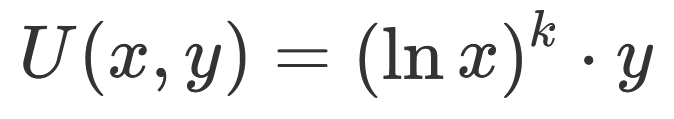 U(x, y) = (ln x)^k · y